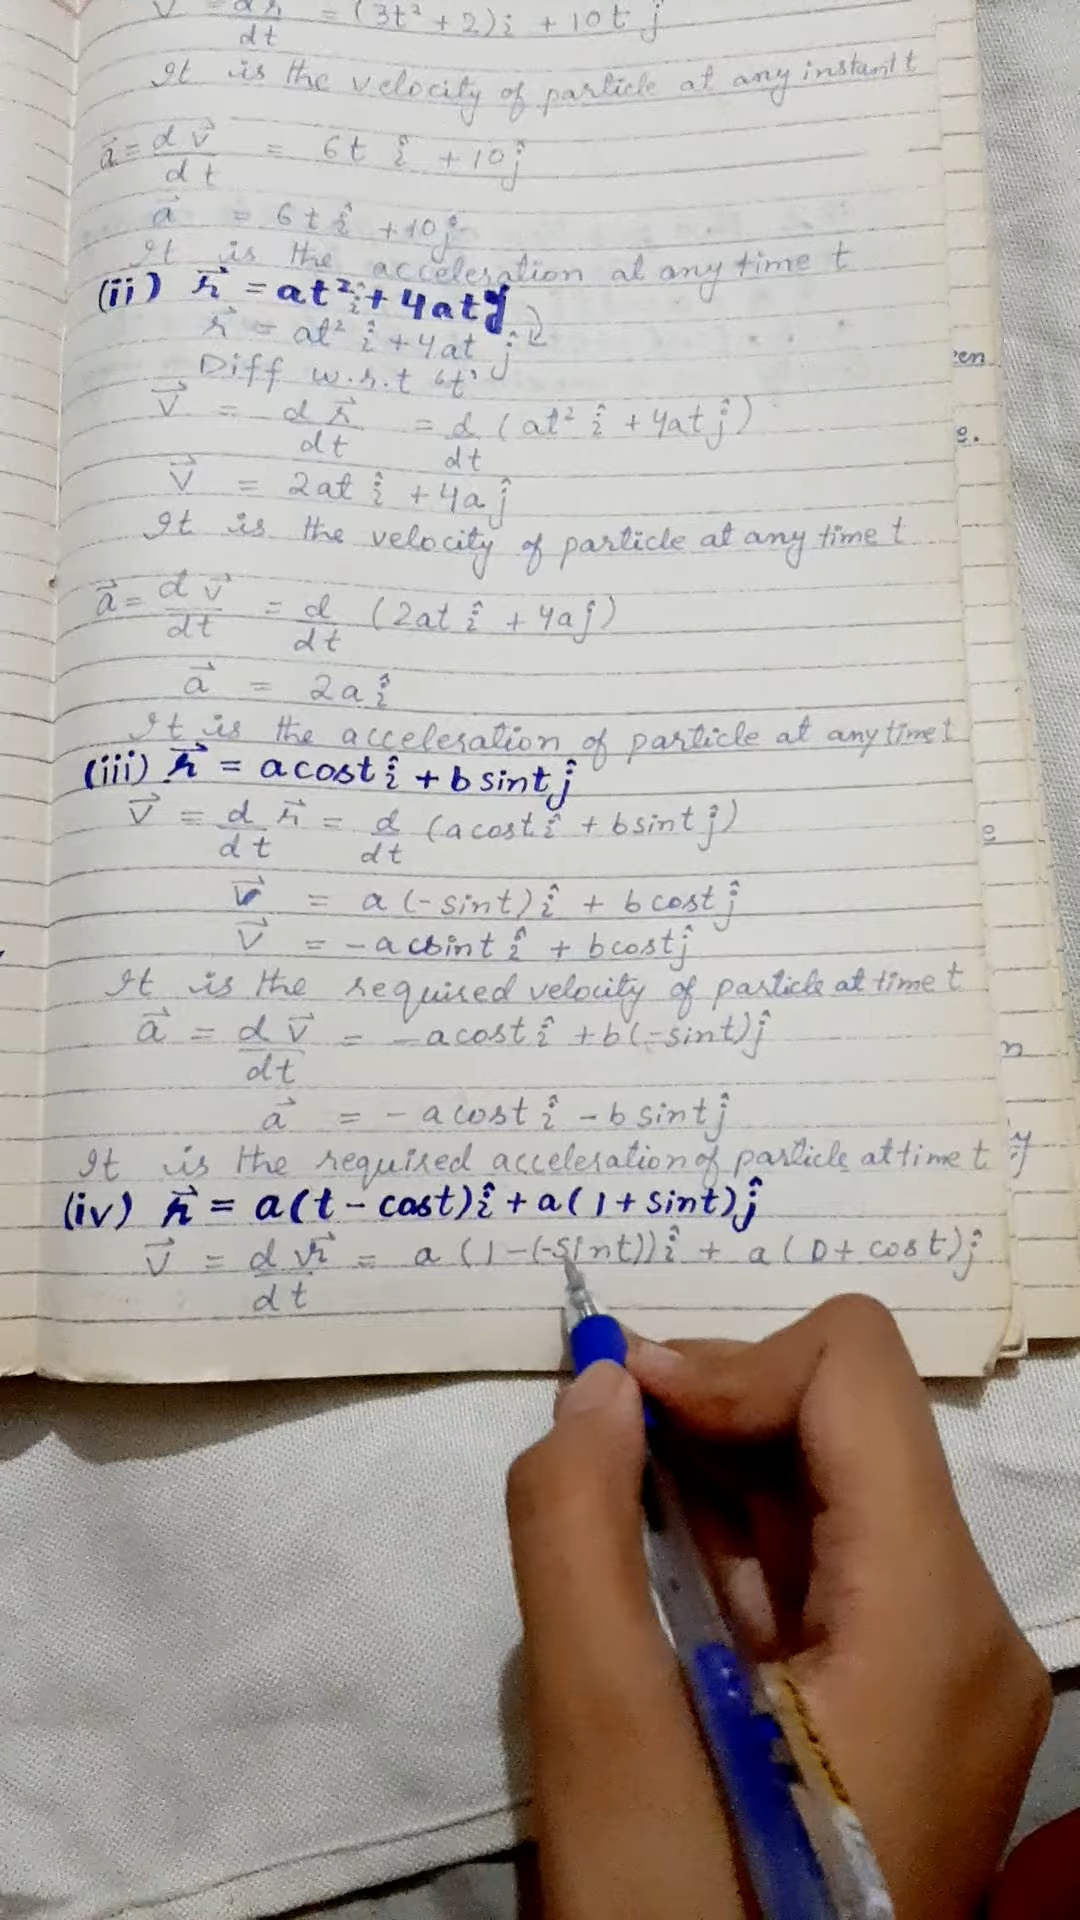 V = dr/dt = (3t² + 2)i + 10t j
It is the velocity of particle at any instant t
a⃗ = dv⃗/dt = 6t î + 10ĵ
a⃗ = 6t î + 10ĵ
It is the acceleration at any time t
(ii) r⃗ = at²î + 4atĵ
r⃗ = at² î + 4at ĵ
Diff w.r.t 't'
V⃗ = dr⃗/dt = d/dt (at² î + 4at ĵ)
V⃗ = 2at î + 4a ĵ
It is the velocity of particle at any time t
a⃗ = dv⃗/dt = d/dt (2at î + 4aĵ)
a⃗ = 2a î
It is the acceleration of particle at any time t
(iii) r⃗ = a cost î + b sint ĵ
V⃗ = d/dt r⃗ = d/dt (a cost î + b sint ĵ)
V⃗ = a (-sint) î + b cost ĵ
V⃗ = - a sint î + b cost ĵ
It is the required velocity of particle at time t
a⃗ = dv⃗/dt = - a cost î + b(-sint)ĵ
a⃗ = - a cost î - b sint ĵ
It is the required acceleration of particle at time t
(iv) r⃗ = a(t - cost)î + a(1 + sint)ĵ
V⃗ = dr⃗/dt = a (1-(-sint))î + a (0 + cost)ĵ